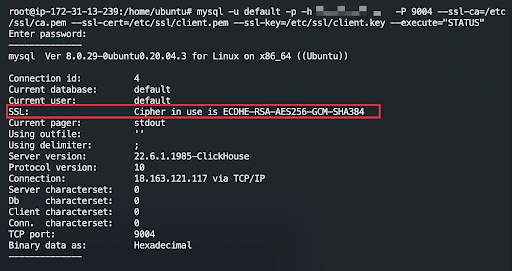 root@ip-172-31-13-239:/home/ubuntu# mysql -u default -p -h -P 9004 --ssl-ca=/etc
/ssl/ca.pem --ssl-cert=/etc/ssl/client.pem --ssl-key=/etc/ssl/client.key --execute="STATUS"
Enter password:
--------------
mysql  Ver 8.0.29-0ubuntu0.20.04.3 for Linux on x86_64 ((Ubuntu))
Connection id: 4
Current database: default
Current user: default
SSL: Cipher in use is ECDHE-RSA-AES256-GCM-SHA384
Current pager: stdout
Using outfile: ''
Using delimiter: ;
Server version: 22.6.1.1985-ClickHouse
Protocol version: 10
Connection: 18.163.121.117 via TCP/IP
Server characterset: 0
Db     characterset: 0
Client characterset: 0
Conn.  characterset: 0
TCP port: 9004
Binary data as: Hexadecimal
--------------